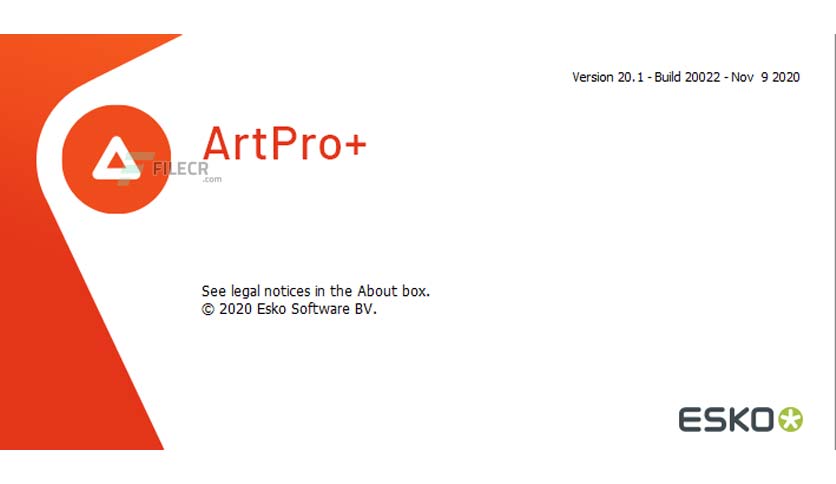 Version 20.1 - Build 20022 - Nov 9 2020
ArtPro+
FILECR
.com
See legal notices in the About box.
© 2020 Esko Software BV.
ESKO